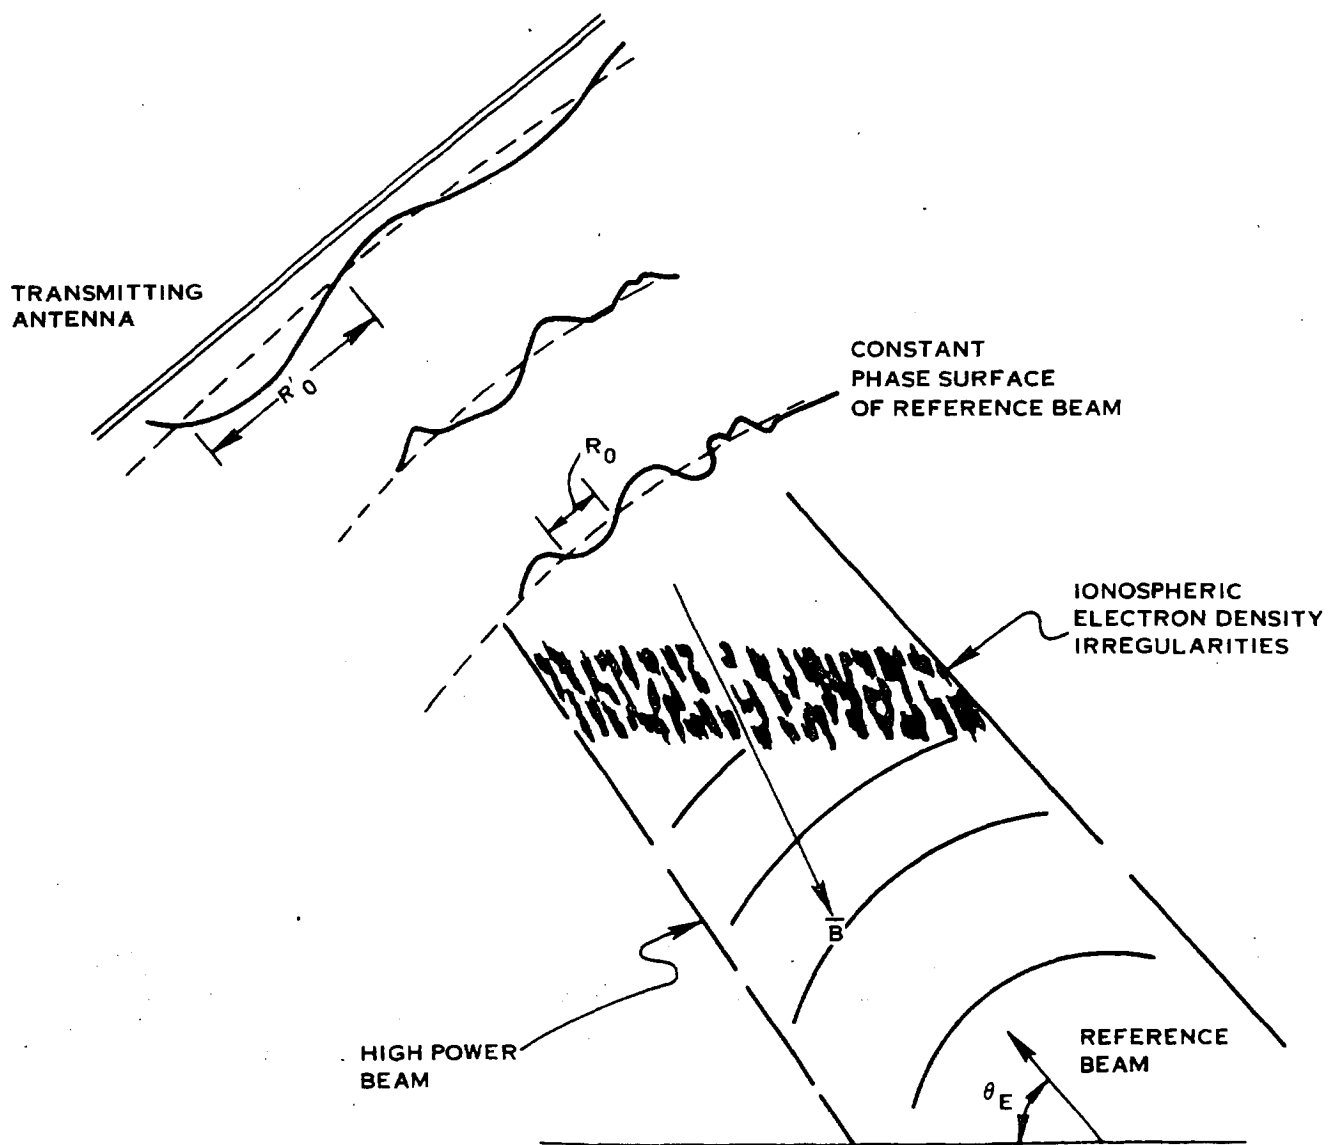 TRANSMITTING
ANTENNA
R'0
CONSTANT
PHASE SURFACE
OF REFERENCE BEAM
R0
IONOSPHERIC
ELECTRON DENSITY
IRREGULARITIES
B̅
HIGH POWER
BEAM
REFERENCE
BEAM
θE